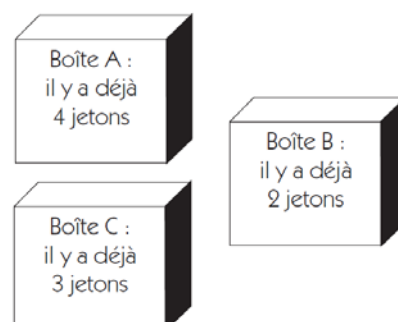 Boîte A :
il y a déjà
4 jetons
Boîte B :
il y a déjà
2 jetons
Boîte C :
il y a déjà
3 jetons